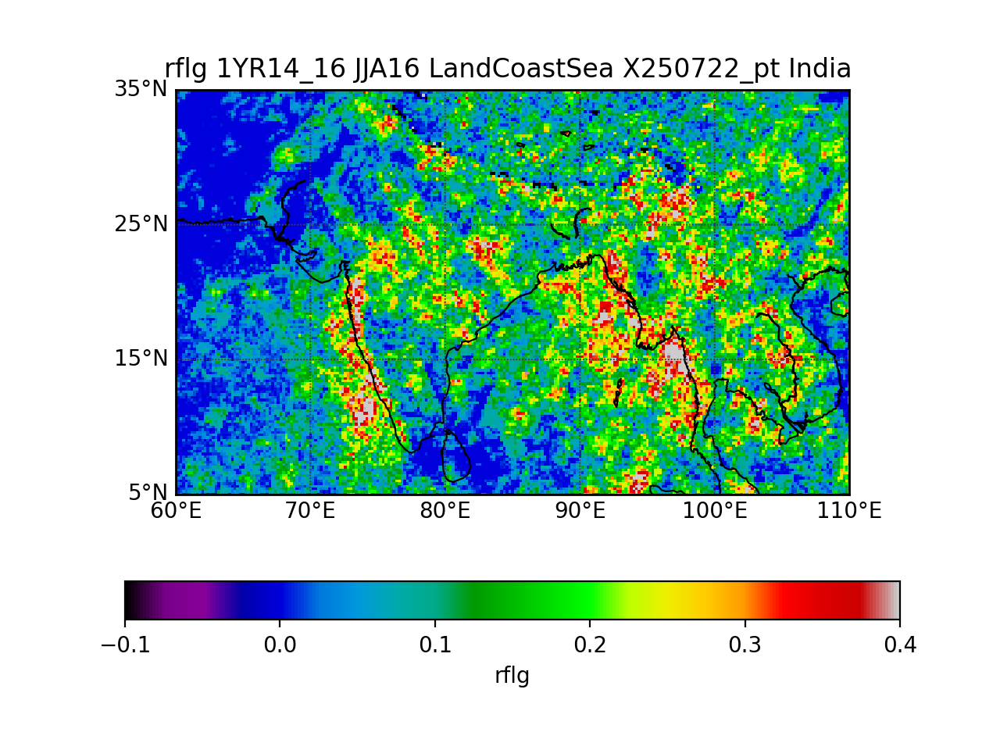 rflg 1YR14_16 JJA16 LandCoastSea X250722_pt India
35°N
25°N
15°N
5°N
60°E 70°E 80°E 90°E 100°E 110°E
−0.1 0.0 0.1 0.2 0.3 0.4
rflg